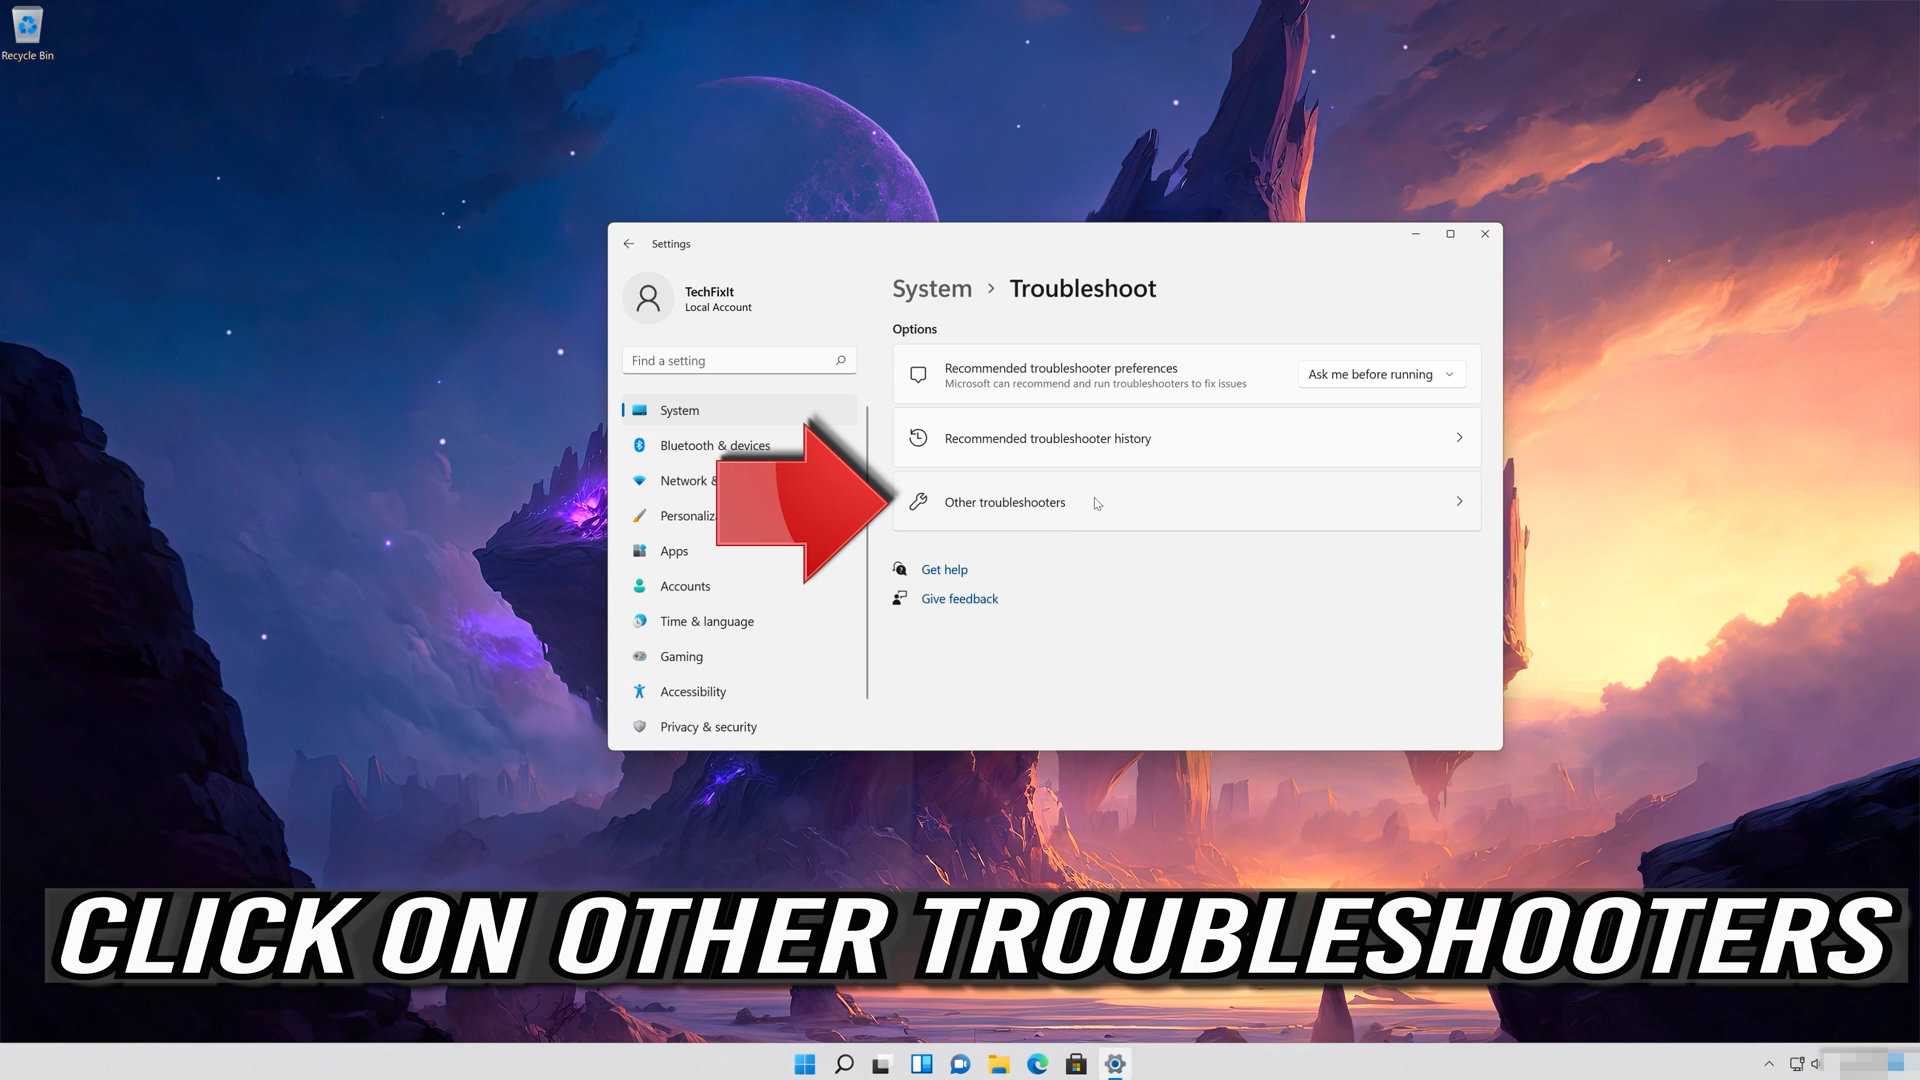 Recycle Bin
Settings
TechFixIt
Local Account
Find a setting
System
Bluetooth & devices
Network &
Apps
Accounts
Time & language
Gaming
Accessibility
Privacy & security
System > Troubleshoot
Options
Recommended troubleshooter preferences
Microsoft can recommend and run troubleshooters to fix issues
Ask me before running
Recommended troubleshooter history
Other troubleshooters
Get help
Give feedback
CLICK ON OTHER TROUBLESHOOTERS